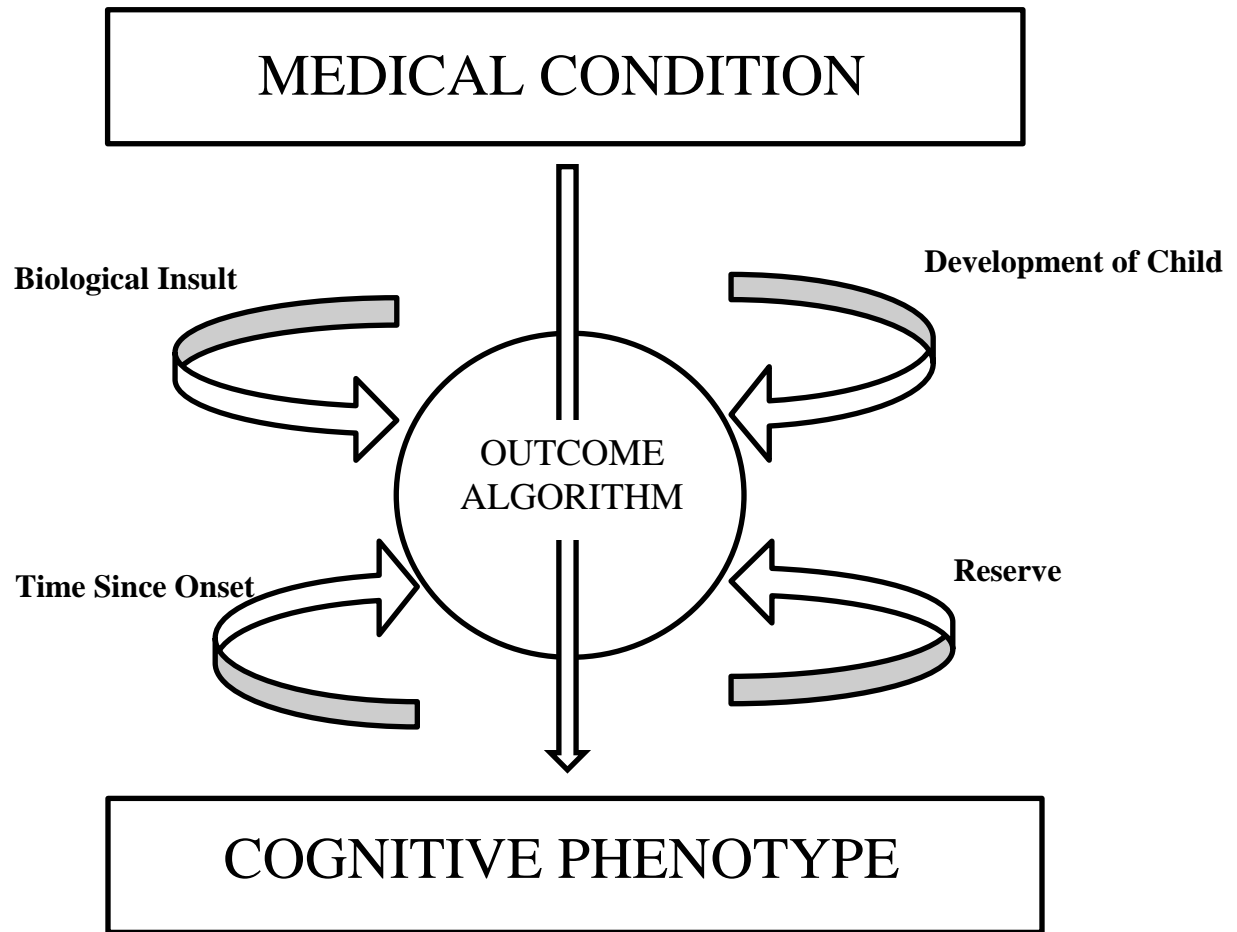 MEDICAL CONDITION
Biological Insult
Development of Child
OUTCOME
ALGORITHM
Time Since Onset
Reserve
COGNITIVE PHENOTYPE